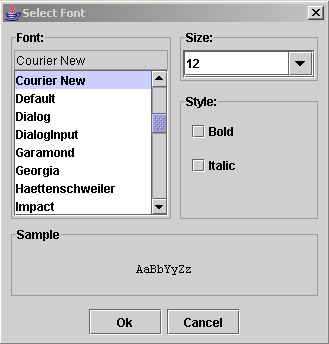 Select Font
Font:
Courier New
Courier New
Default
Dialog
DialogInput
Garamond
Georgia
Haettenschweiler
Impact
Size:
12
Style:
Bold
Italic
Sample
AaBbYyZz
Ok
Cancel